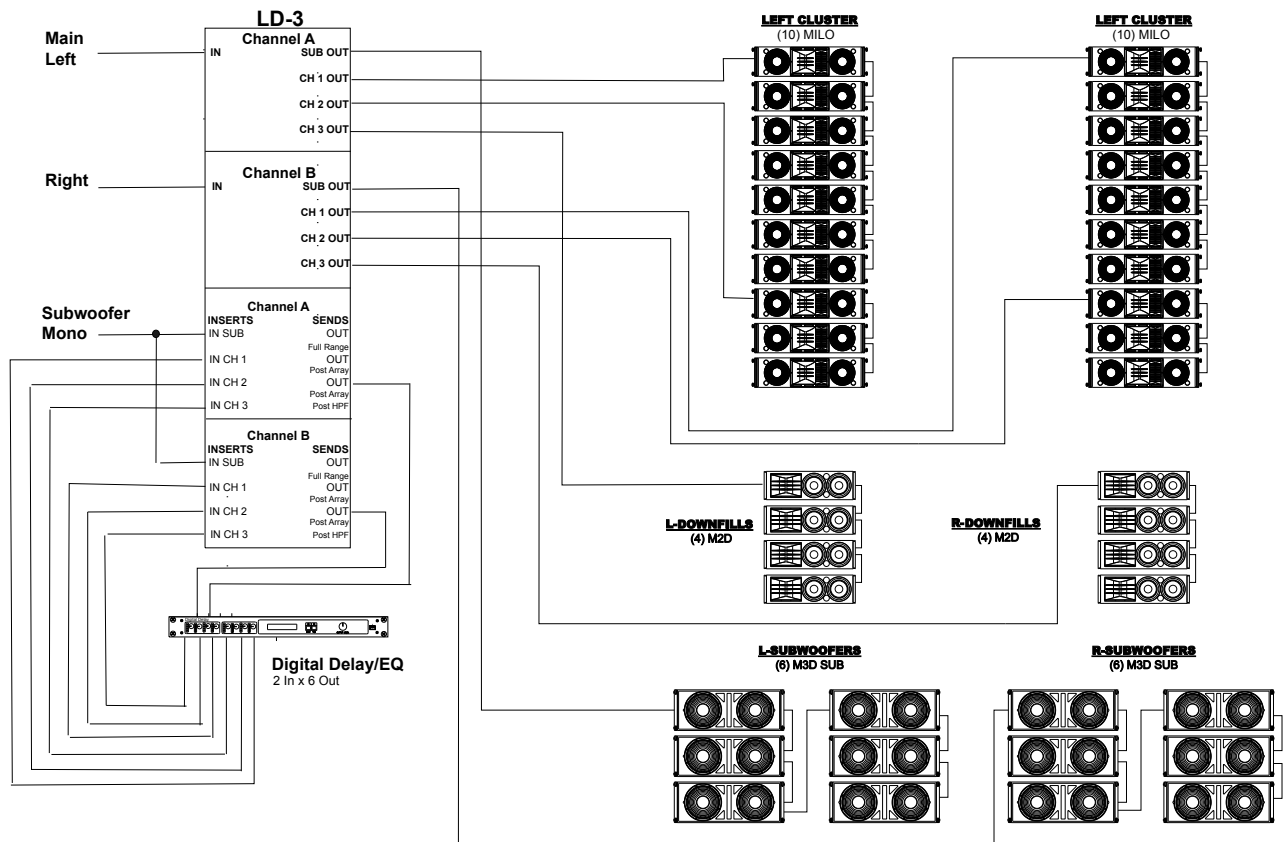 LD-3
Main
Left
Channel A
IN
SUB OUT
CH 1 OUT
CH 2 OUT
CH 3 OUT
Right
Channel B
IN
SUB OUT
CH 1 OUT
CH 2 OUT
CH 3 OUT
Subwoofer
Mono
Channel A
INSERTS
SENDS
IN SUB
OUT
Full Range
IN CH 1
OUT
Post Array
IN CH 2
OUT
Post Array
IN CH 3
Post HPF
Channel B
INSERTS
SENDS
IN SUB
OUT
Full Range
IN CH 1
OUT
Post Array
IN CH 2
OUT
Post Array
IN CH 3
Post HPF
Digital Delay
Digital Delay/EQ
2 In x 6 Out
LEFT CLUSTER
(10) MILO
LEFT CLUSTER
(10) MILO
L-DOWNFILLS
(4) M2D
R-DOWNFILLS
(4) M2D
L-SUBWOOFERS
(6) M3D SUB
R-SUBWOOFERS
(6) M3D SUB